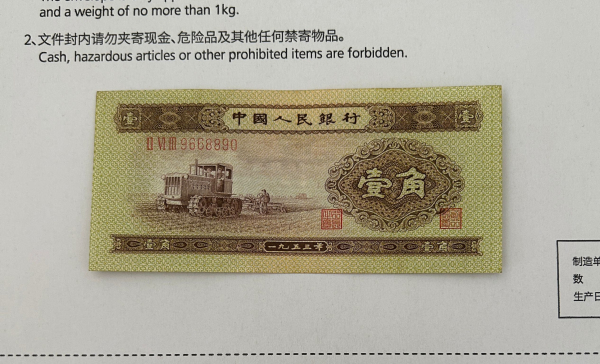 and a weight of no more than 1kg.
2、文件封内请勿夹寄现金、危险品及其他任何禁寄物品。
Cash, hazardous articles or other prohibited items are forbidden.
壹 中國人民銀行 壹
II VI III 9668890
壹角
壹角 一九五三年 壹角
制造单
数
生产日